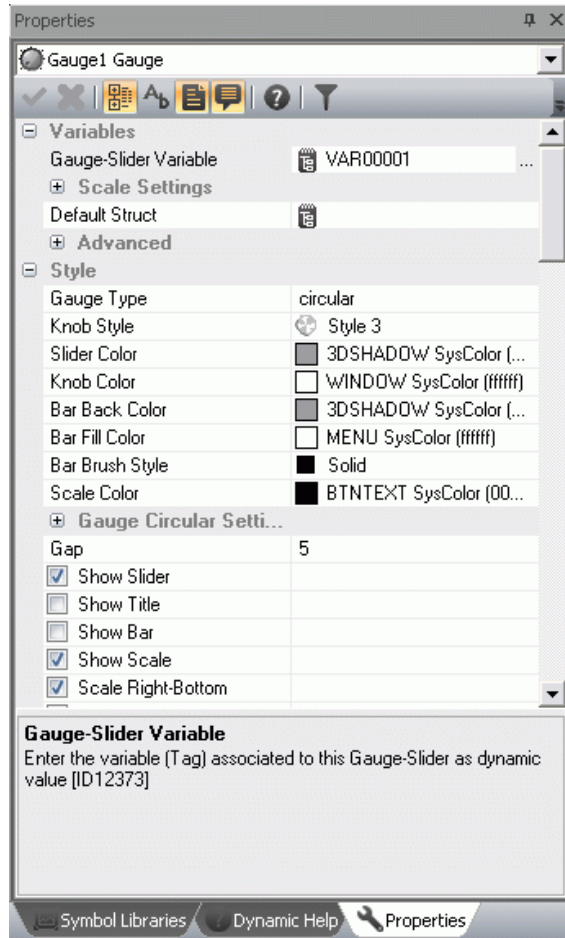 Properties
Gauge1 Gauge
Variables
Gauge-Slider Variable VAR00001 ...
Scale Settings
Default Struct
Advanced
Style
Gauge Type circular
Knob Style Style 3
Slider Color 3DSHADOW SysColor (...
Knob Color WINDOW SysColor (ffffff)
Bar Back Color 3DSHADOW SysColor (...
Bar Fill Color MENU SysColor (ffffff)
Bar Brush Style Solid
Scale Color BTNTEXT SysColor (00...
Gauge Circular Setti...
Gap 5
Show Slider
Show Title
Show Bar
Show Scale
Scale Right-Bottom
Gauge-Slider Variable
Enter the variable (Tag) associated to this Gauge-Slider as dynamic
value [ID12373]
Symbol Libraries Dynamic Help Properties